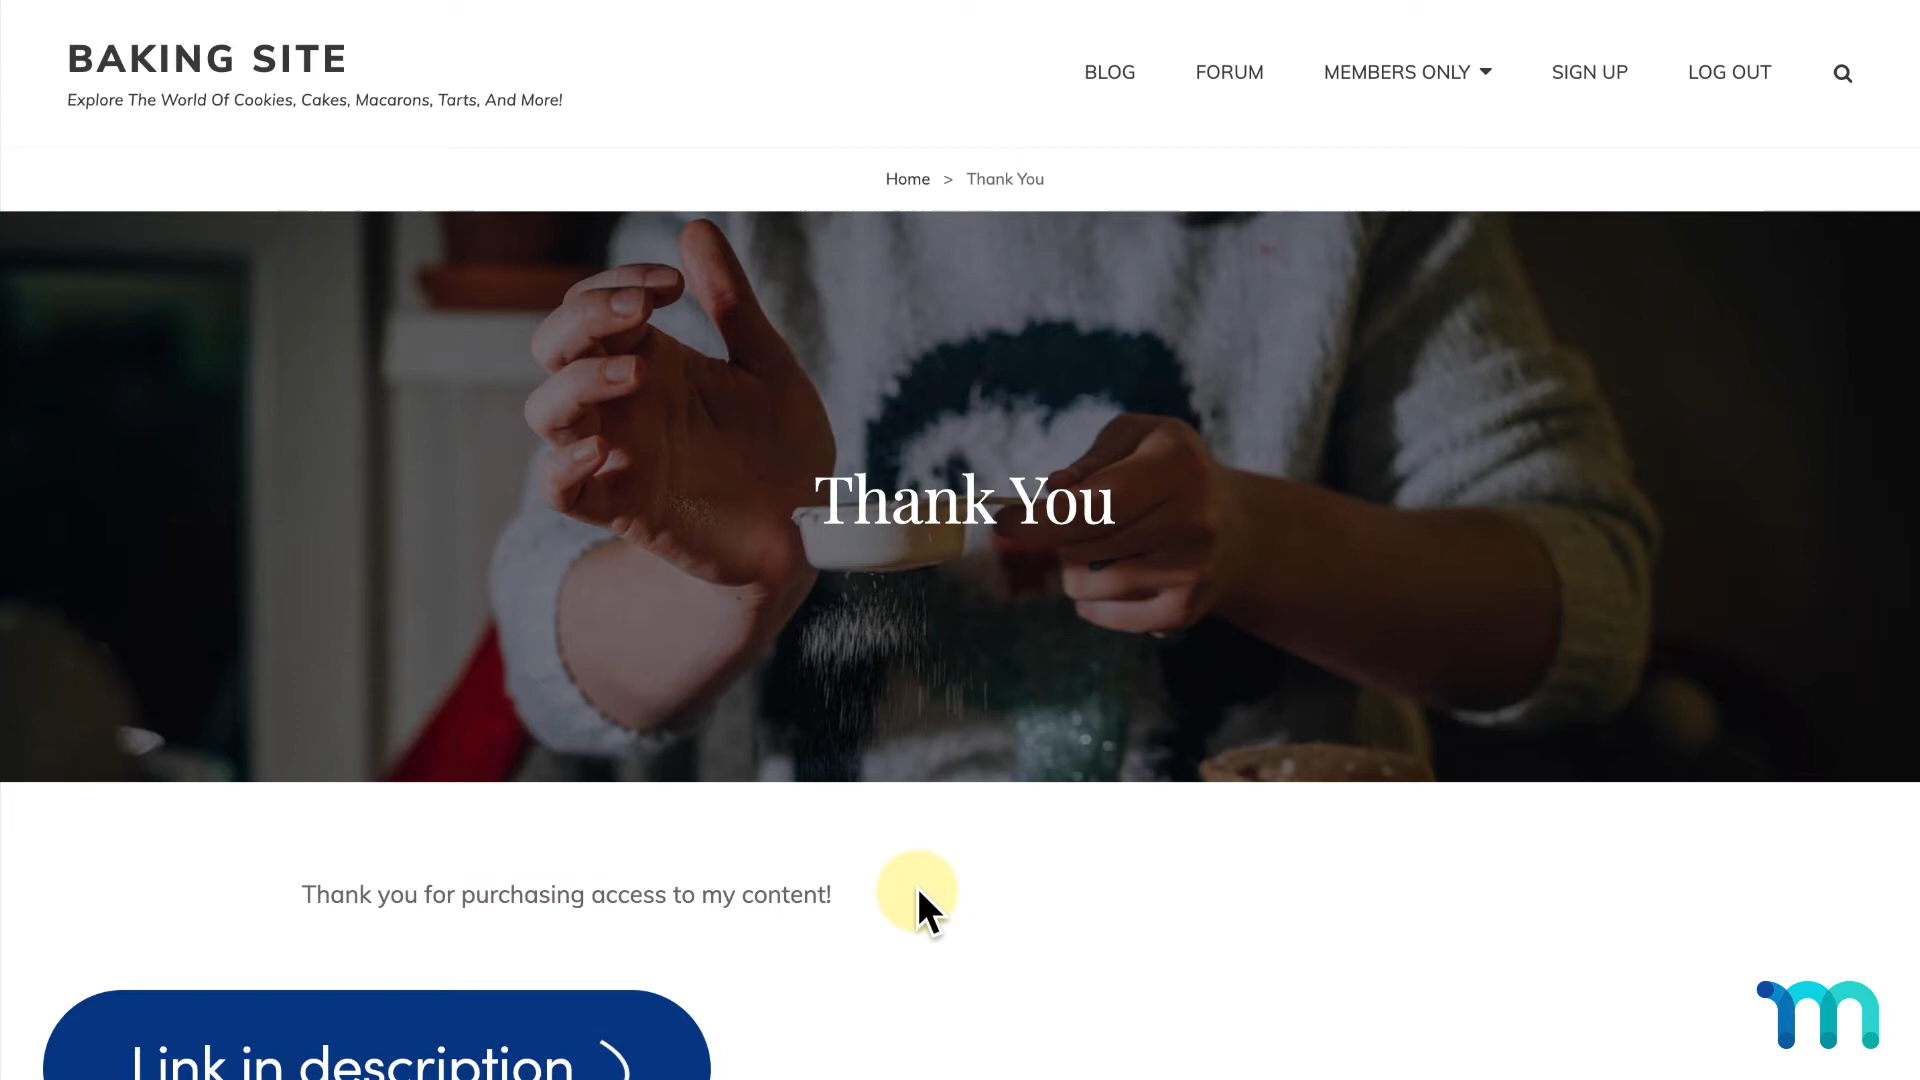 BAKING SITE
Explore The World Of Cookies, Cakes, Macarons, Tarts, And More!
BLOG FORUM MEMBERS ONLY SIGN UP LOG OUT
Home > Thank You
Thank You
Thank you for purchasing access to my content!
Link in description
m